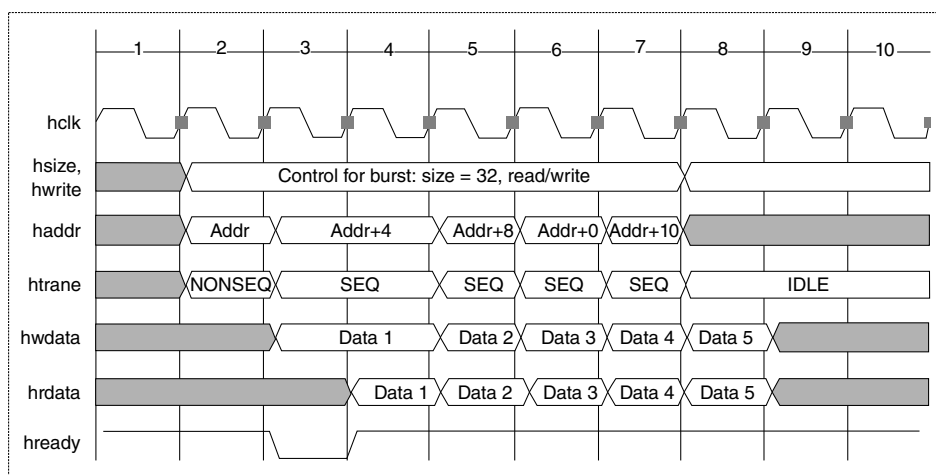 1 2 3 4 5 6 7 8 9 10
hclk
hsize,
hwrite
Control for burst: size = 32, read/write
haddr Addr Addr+4 Addr+8 Addr+0 Addr+10
htrane NONSEQ SEQ SEQ SEQ SEQ IDLE
hwdata Data 1 Data 2 Data 3 Data 4 Data 5
hrdata Data 1 Data 2 Data 3 Data 4 Data 5
hready